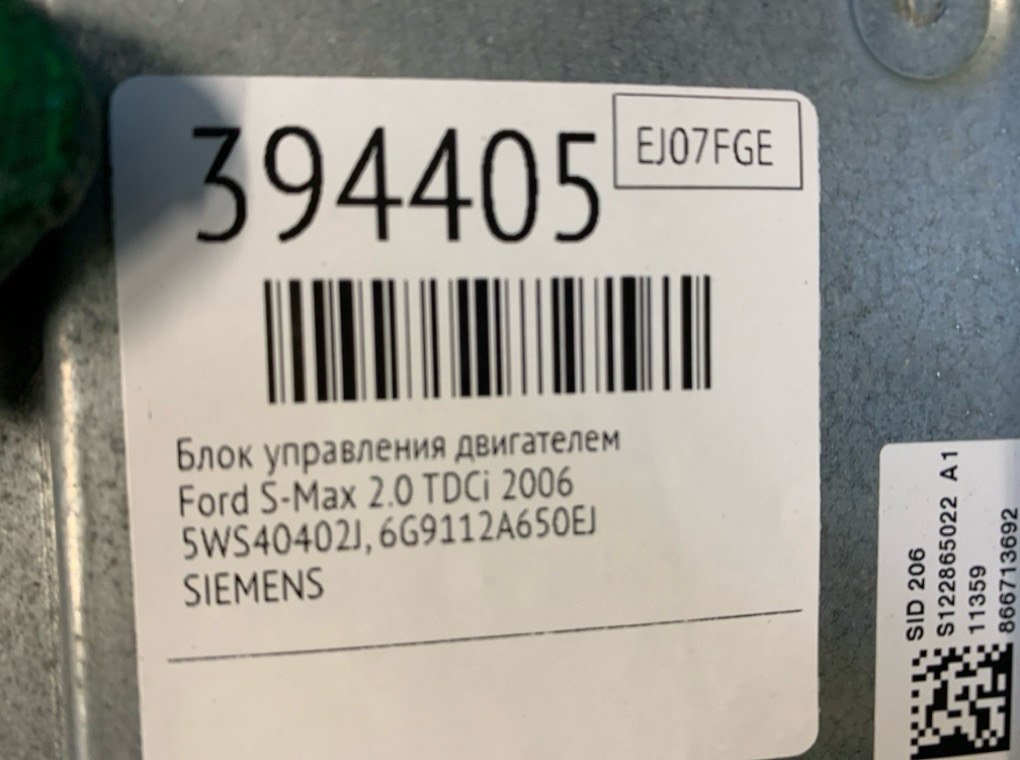 394405
EJ07FGE
Блок управления двигателем
Ford S-Max 2.0 TDCi 2006
5WS40402J, 6G9112A650EJ
SIEMENS
SID 206
S122865022 A1
11359
866713692